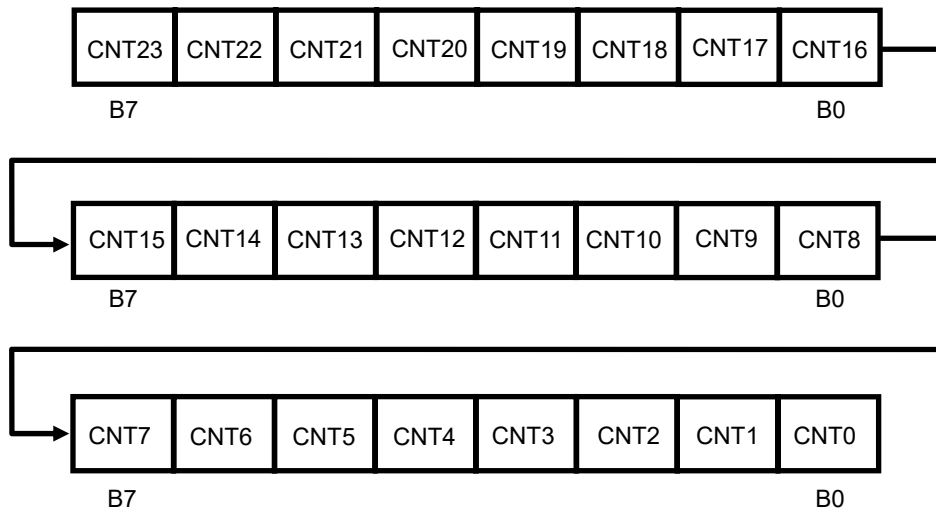 CNT23 CNT22 CNT21 CNT20 CNT19 CNT18 CNT17 CNT16
B7 B0
CNT15 CNT14 CNT13 CNT12 CNT11 CNT10 CNT9 CNT8
B7 B0
CNT7 CNT6 CNT5 CNT4 CNT3 CNT2 CNT1 CNT0
B7 B0